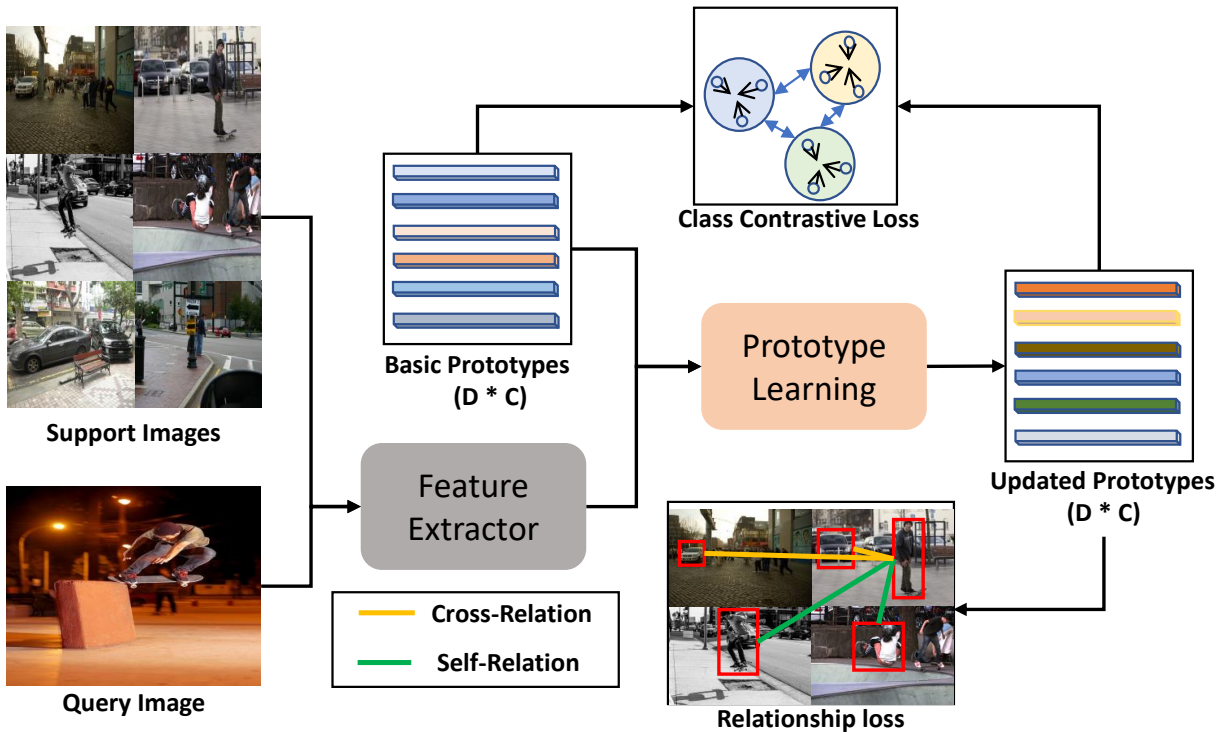 Class Contrastive Loss
Basic Prototypes
(D * C)
Prototype
Learning
Support Images
Feature
Extractor
Updated Prototypes
(D * C)
Cross-Relation
Self-Relation
Query Image
Relationship loss